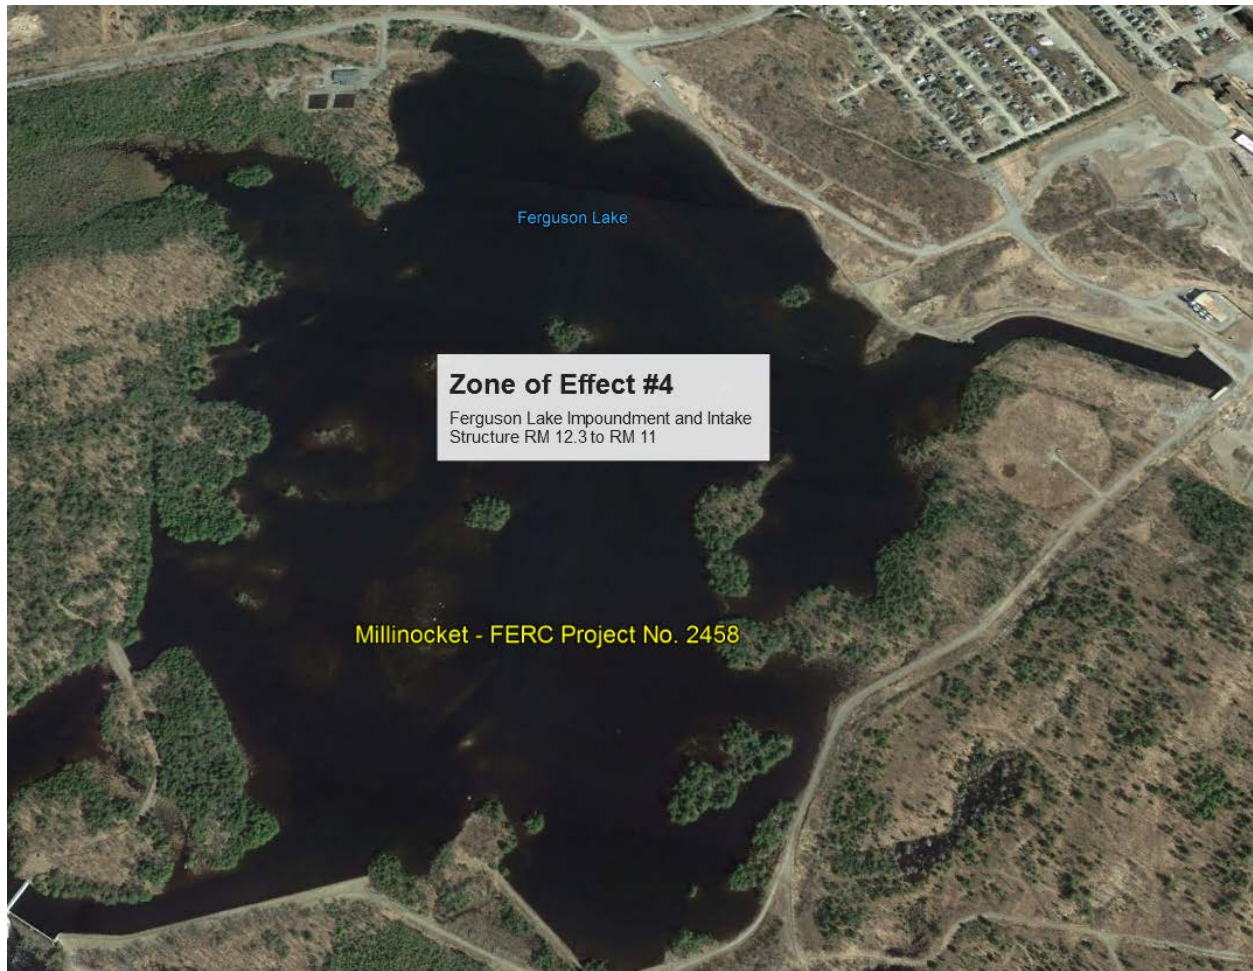 Ferguson Lake
Zone of Effect #4
Ferguson Lake Impoundment and Intake
Structure RM 12.3 to RM 11
Millinocket - FERC Project No. 2458